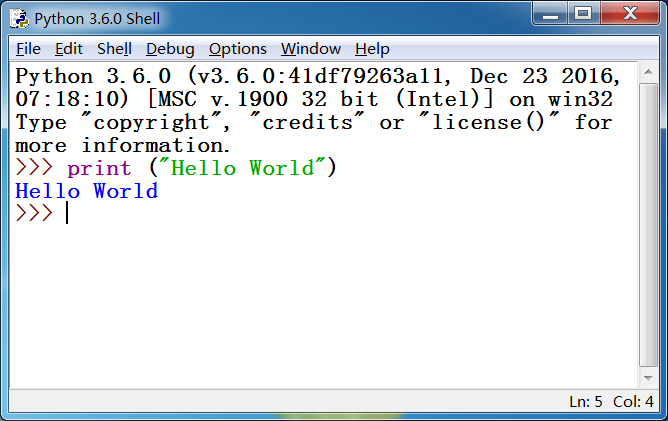 Python 3.6.0 Shell
File Edit Shell Debug Options Window Help
Python 3.6.0 (v3.6.0:41df79263a11, Dec 23 2016,
07:18:10) [MSC v.1900 32 bit (Intel)] on win32
Type "copyright", "credits" or "license()" for
more information.
>>> print ("Hello World")
Hello World
>>>
Ln: 5 Col: 4